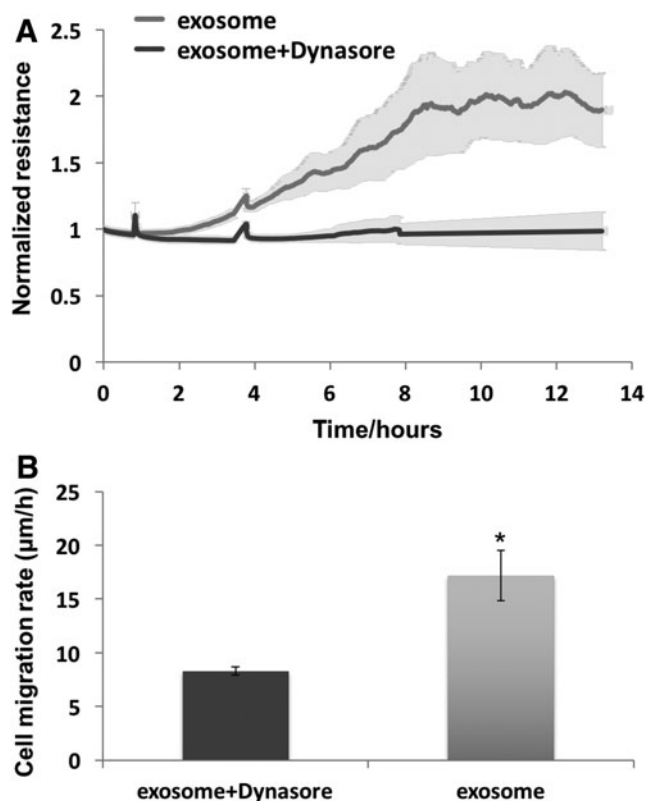 A
exosome
exosome+Dynasore
Normalized resistance
2.5
2
1.5
1
0.5
0
0 2 4 6 8 10 12 14
Time/hours
B
Cell migration rate (µm/h)
25
20
15
10
5
0
*
exosome+Dynasore exosome